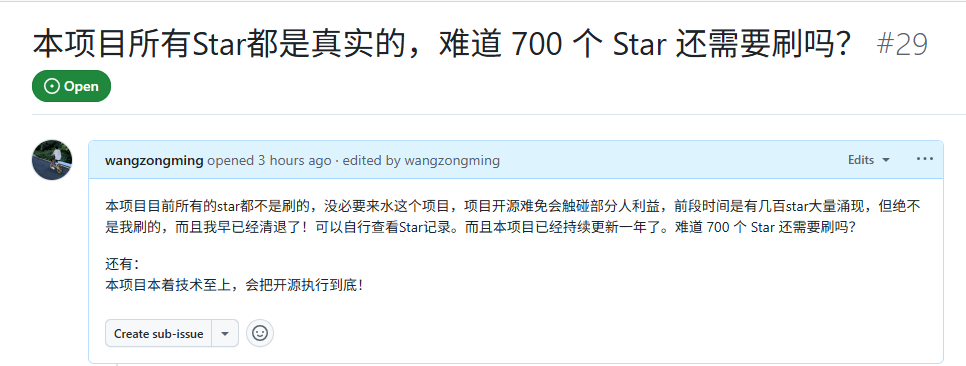 本项目所有Star都是真实的，难道 700 个 Star 还需要刷吗？ #29
Open
wangzongming opened 3 hours ago · edited by wangzongming Edits
本项目目前所有的star都不是刷的，没必要来水这个项目，项目开源难免会触碰部分人利益，前段时间是有几百star大量涌现，但绝不
是我刷的，而且我早已经清退了！可以自行查看Star记录。而且本项目已经持续更新一年了。难道 700 个 Star 还需要刷吗？
还有：
本项目本着技术至上，会把开源执行到底！
Create sub-issue